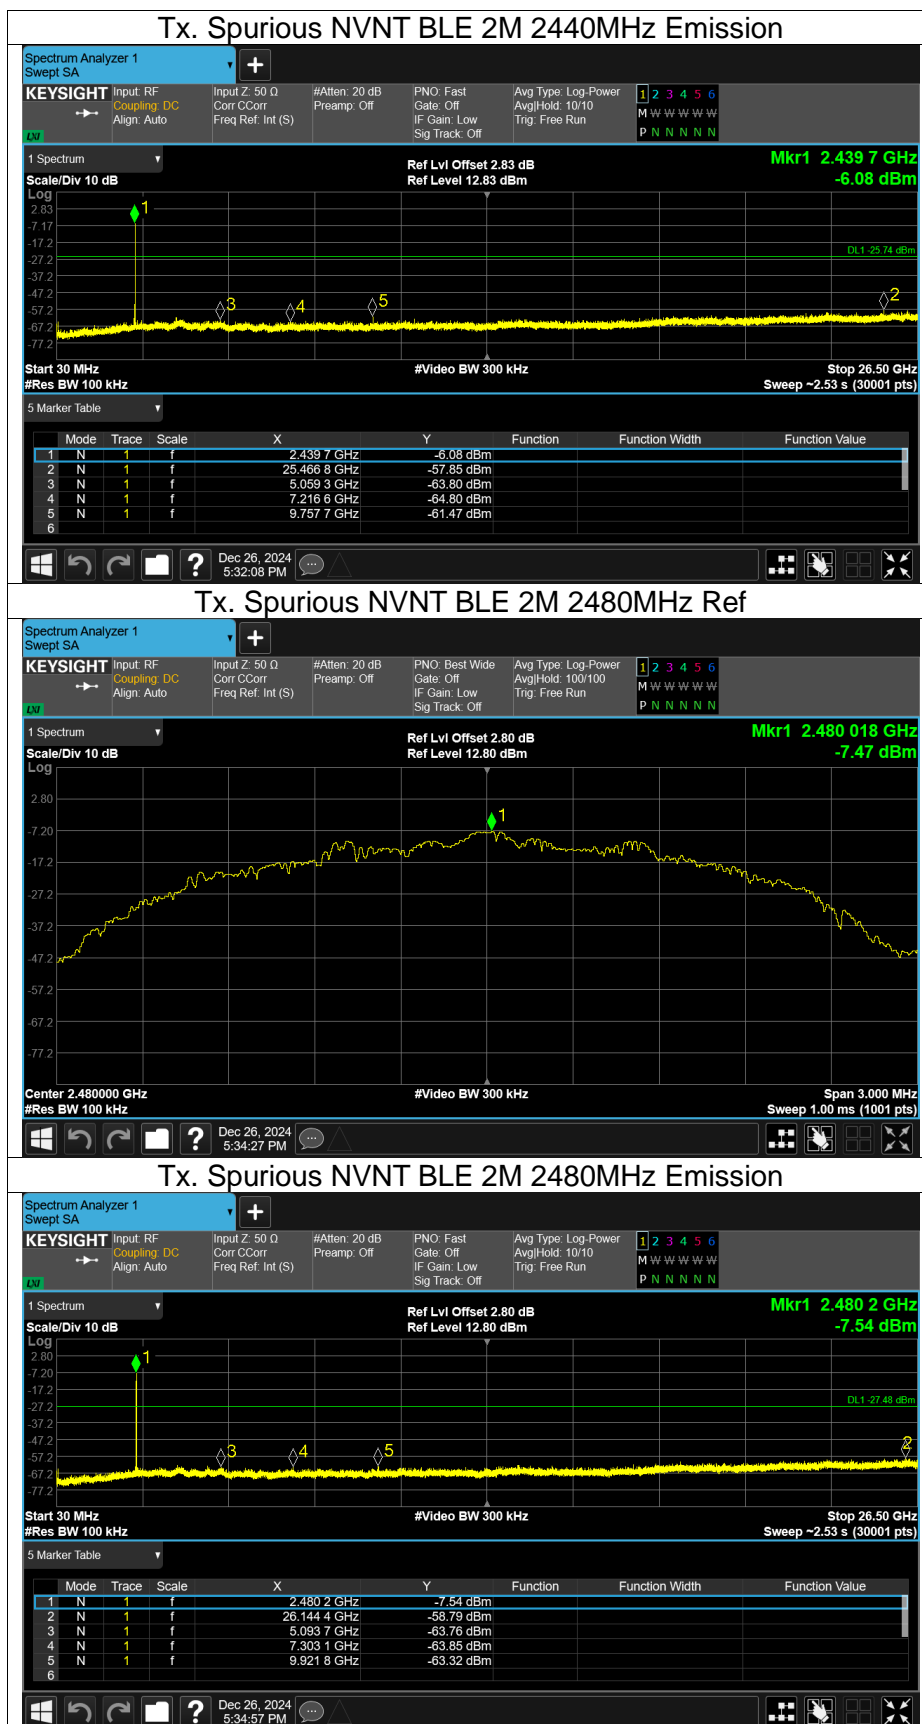 Tx. Spurious NVNT BLE 2M 2440MHz Emission
Spectrum Analyzer 1
Swept SA
+
KEYSIGHT Input: RF Input Z: 50 Ω #Atten: 20 dB PNO: Fast Avg Type: Log-Power 1 2 3 4 5 6
Coupling: DC Corr CCorr Preamp: Off Gate: Off Avg|Hold: 10/10 M W W W W W
Align: Auto Freq Ref: Int (S) IF Gain: Low Trig: Free Run
LXI Sig Track: Off P N N N N N
1 Spectrum Ref Lvl Offset 2.83 dB Mkr1 2.439 7 GHz
Scale/Div 10 dB Ref Level 12.83 dBm -6.08 dBm
Log
2.83 1
-7.17
-17.2
DL1 -25.74 dBm
-27.2
-37.2
-47.2
3 4 5 2
-57.2
-67.2
-77.2
Start 30 MHz #Video BW 300 kHz Stop 26.50 GHz
#Res BW 100 kHz Sweep ~2.53 s (30001 pts)
5 Marker Table
Mode Trace Scale X Y Function Function Width Function Value
1 N 1 f 2.439 7 GHz -6.08 dBm
2 N 1 f 25.466 8 GHz -57.85 dBm
3 N 1 f 5.059 3 GHz -63.80 dBm
4 N 1 f 7.216 6 GHz -64.80 dBm
5 N 1 f 9.757 7 GHz -61.47 dBm
6
? Dec 26, 2024
5:32:08 PM
Tx. Spurious NVNT BLE 2M 2480MHz Ref
Spectrum Analyzer 1
Swept SA
+
KEYSIGHT Input: RF Input Z: 50 Ω #Atten: 20 dB PNO: Best Wide Avg Type: Log-Power 1 2 3 4 5 6
Coupling: DC Corr CCorr Preamp: Off Gate: Off Avg|Hold: 100/100 M W W W W W
Align: Auto Freq Ref: Int (S) IF Gain: Low Trig: Free Run
LXI Sig Track: Off P N N N N N
1 Spectrum Ref Lvl Offset 2.80 dB Mkr1 2.480 018 GHz
Scale/Div 10 dB Ref Level 12.80 dBm -7.47 dBm
Log
2.80
1
-7.20
-17.2
-27.2
-37.2
-47.2
-57.2
-67.2
-77.2
Center 2.480000 GHz #Video BW 300 kHz Span 3.000 MHz
#Res BW 100 kHz Sweep 1.00 ms (1001 pts)
? Dec 26, 2024
5:34:27 PM
Tx. Spurious NVNT BLE 2M 2480MHz Emission
Spectrum Analyzer 1
Swept SA
+
KEYSIGHT Input: RF Input Z: 50 Ω #Atten: 20 dB PNO: Fast Avg Type: Log-Power 1 2 3 4 5 6
Coupling: DC Corr CCorr Preamp: Off Gate: Off Avg|Hold: 10/10 M W W W W W
Align: Auto Freq Ref: Int (S) IF Gain: Low Trig: Free Run
LXI Sig Track: Off P N N N N N
1 Spectrum Ref Lvl Offset 2.80 dB Mkr1 2.480 2 GHz
Scale/Div 10 dB Ref Level 12.80 dBm -7.54 dBm
Log
2.80 1
-7.20
-17.2
DL1 -27.48 dBm
-27.2
-37.2
-47.2
3 4 5 2
-57.2
-67.2
-77.2
Start 30 MHz #Video BW 300 kHz Stop 26.50 GHz
#Res BW 100 kHz Sweep ~2.53 s (30001 pts)
5 Marker Table
Mode Trace Scale X Y Function Function Width Function Value
1 N 1 f 2.480 2 GHz -7.54 dBm
2 N 1 f 26.144 4 GHz -58.79 dBm
3 N 1 f 5.093 7 GHz -63.76 dBm
4 N 1 f 7.303 1 GHz -63.85 dBm
5 N 1 f 9.921 8 GHz -63.32 dBm
6
? Dec 26, 2024
5:34:57 PM